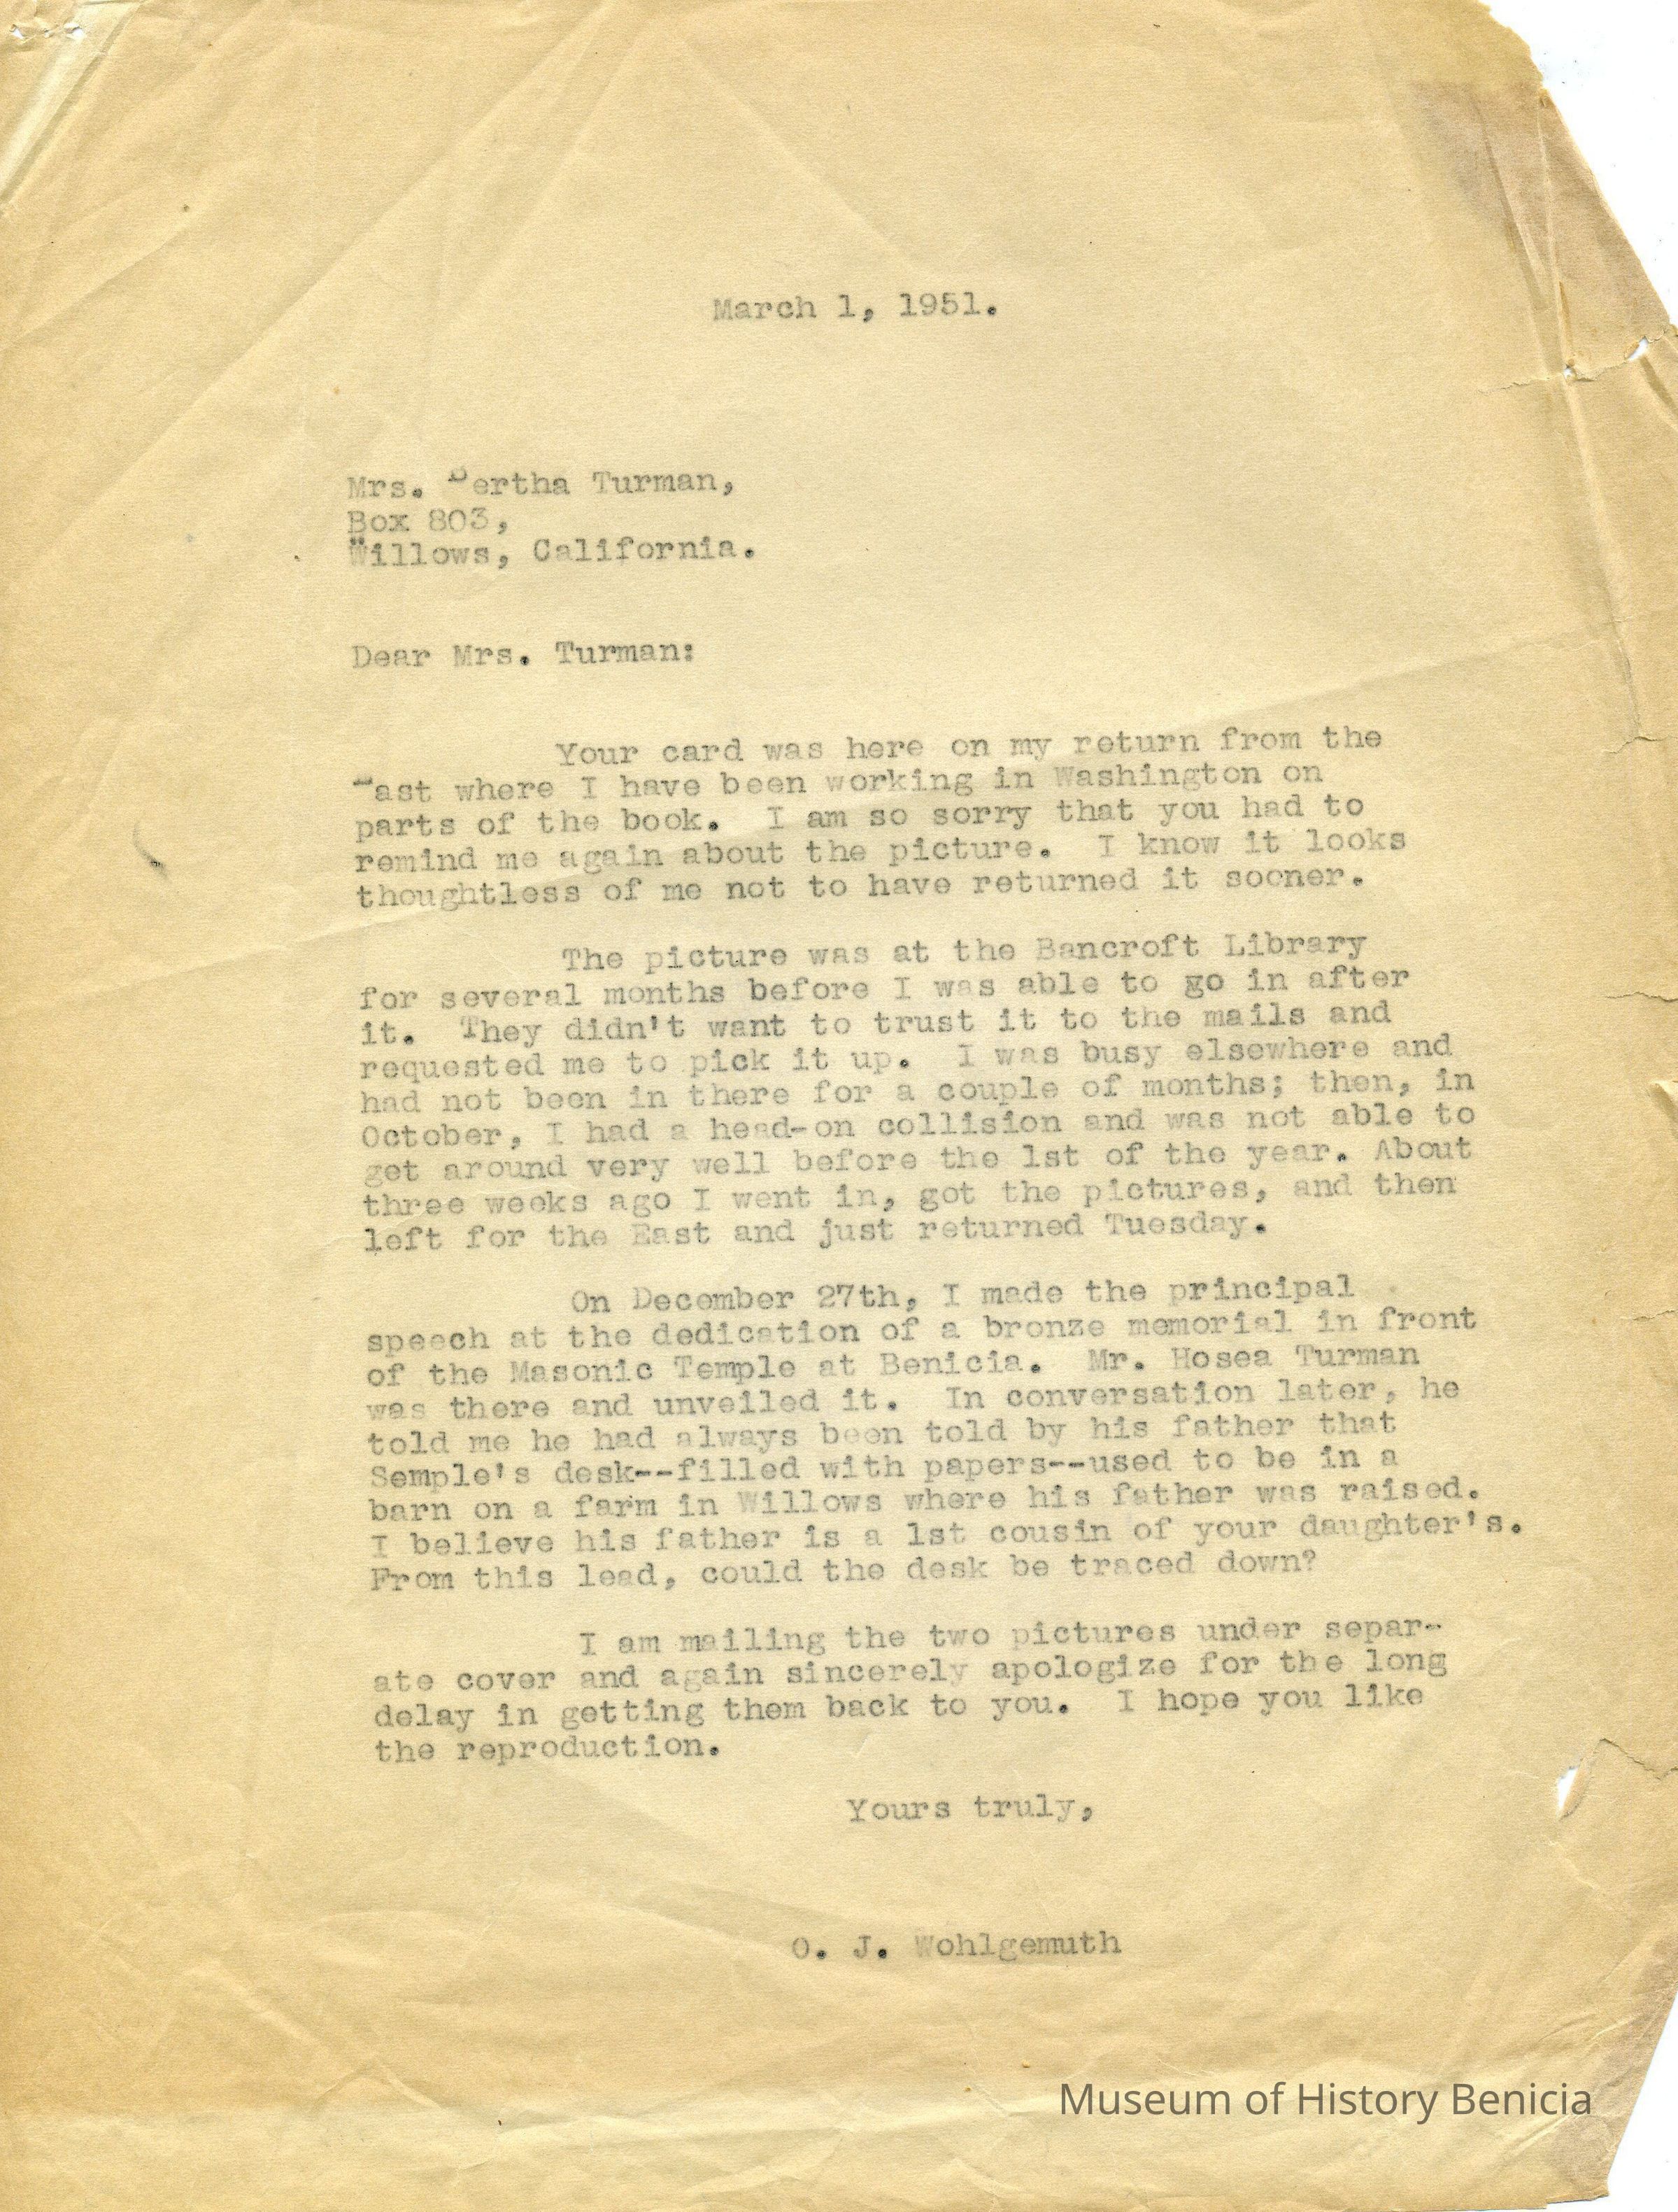 March 1, 1951.
Mrs. Bertha Turman,
Box 803,
Willows, California.
Dear Mrs. Turman:
Your card was here on my return from the
East where I have been working in Washington on
parts of the book.  I am so sorry that you had to
remind me again about the picture.  I know it looks
thoughtless of me not to have returned it sooner.
The picture was at the Bancroft Library
for several months before I was able to go in after
it.  They didn't want to trust it to the mails and
requested me to pick it up.  I was busy elsewhere and
had not been in there for a couple of months; then, in
October, I had a head-on collision and was not able to
get around very well before the 1st of the year. About
three weeks ago I went in, got the pictures, and then
left for the East and just returned Tuesday.
On December 27th, I made the principal
speech at the dedication of a bronze memorial in front
of the Masonic Temple at Benicia.  Mr. Hosea Turman
was there and unveiled it.  In conversation later, he
told me he had always been told by his father that
Semple's desk--filled with papers--used to be in a
barn on a farm in Willows where his father was raised.
I believe his father is a 1st cousin of your daughter's.
From this lead, could the desk be traced down?
I am mailing the two pictures under separ-
ate cover and again sincerely apologize for the long
delay in getting them back to you.  I hope you like
the reproduction.
Yours truly,
O. J. Wohlgemuth
Museum of History Benicia